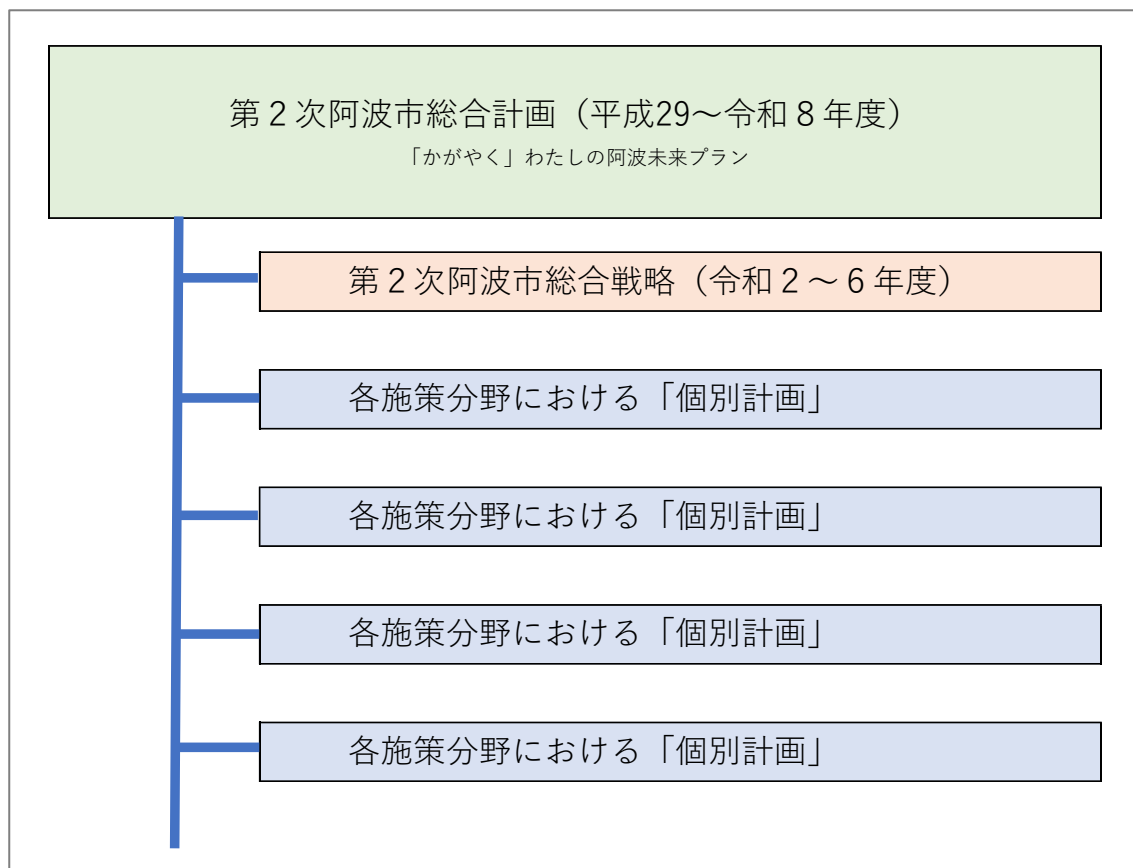 第２次阿波市総合計画（平成29～令和８年度）
「かがやく」わたしの阿波未来プラン
第２次阿波市総合戦略（令和２～６年度）
各施策分野における「個別計画」
各施策分野における「個別計画」
各施策分野における「個別計画」
各施策分野における「個別計画」